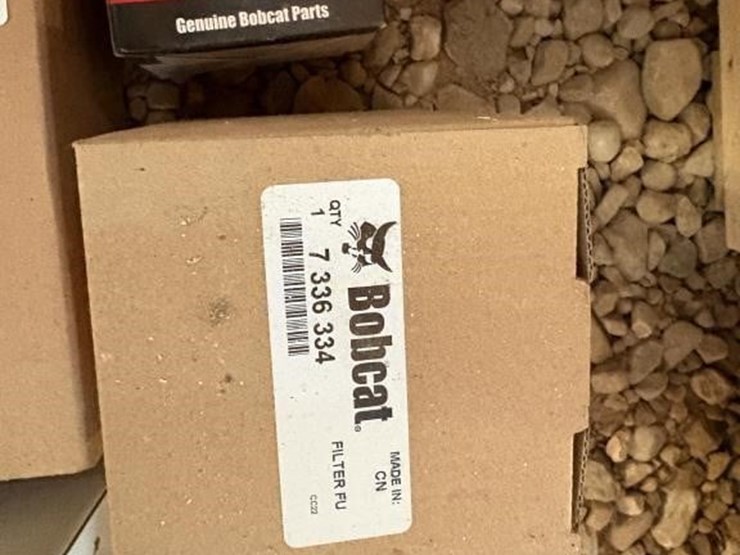 Genuine Bobcat Parts
Bobcat®
MADE IN:
CN
QTY
1
7 336 334
FILTER FU
CC22